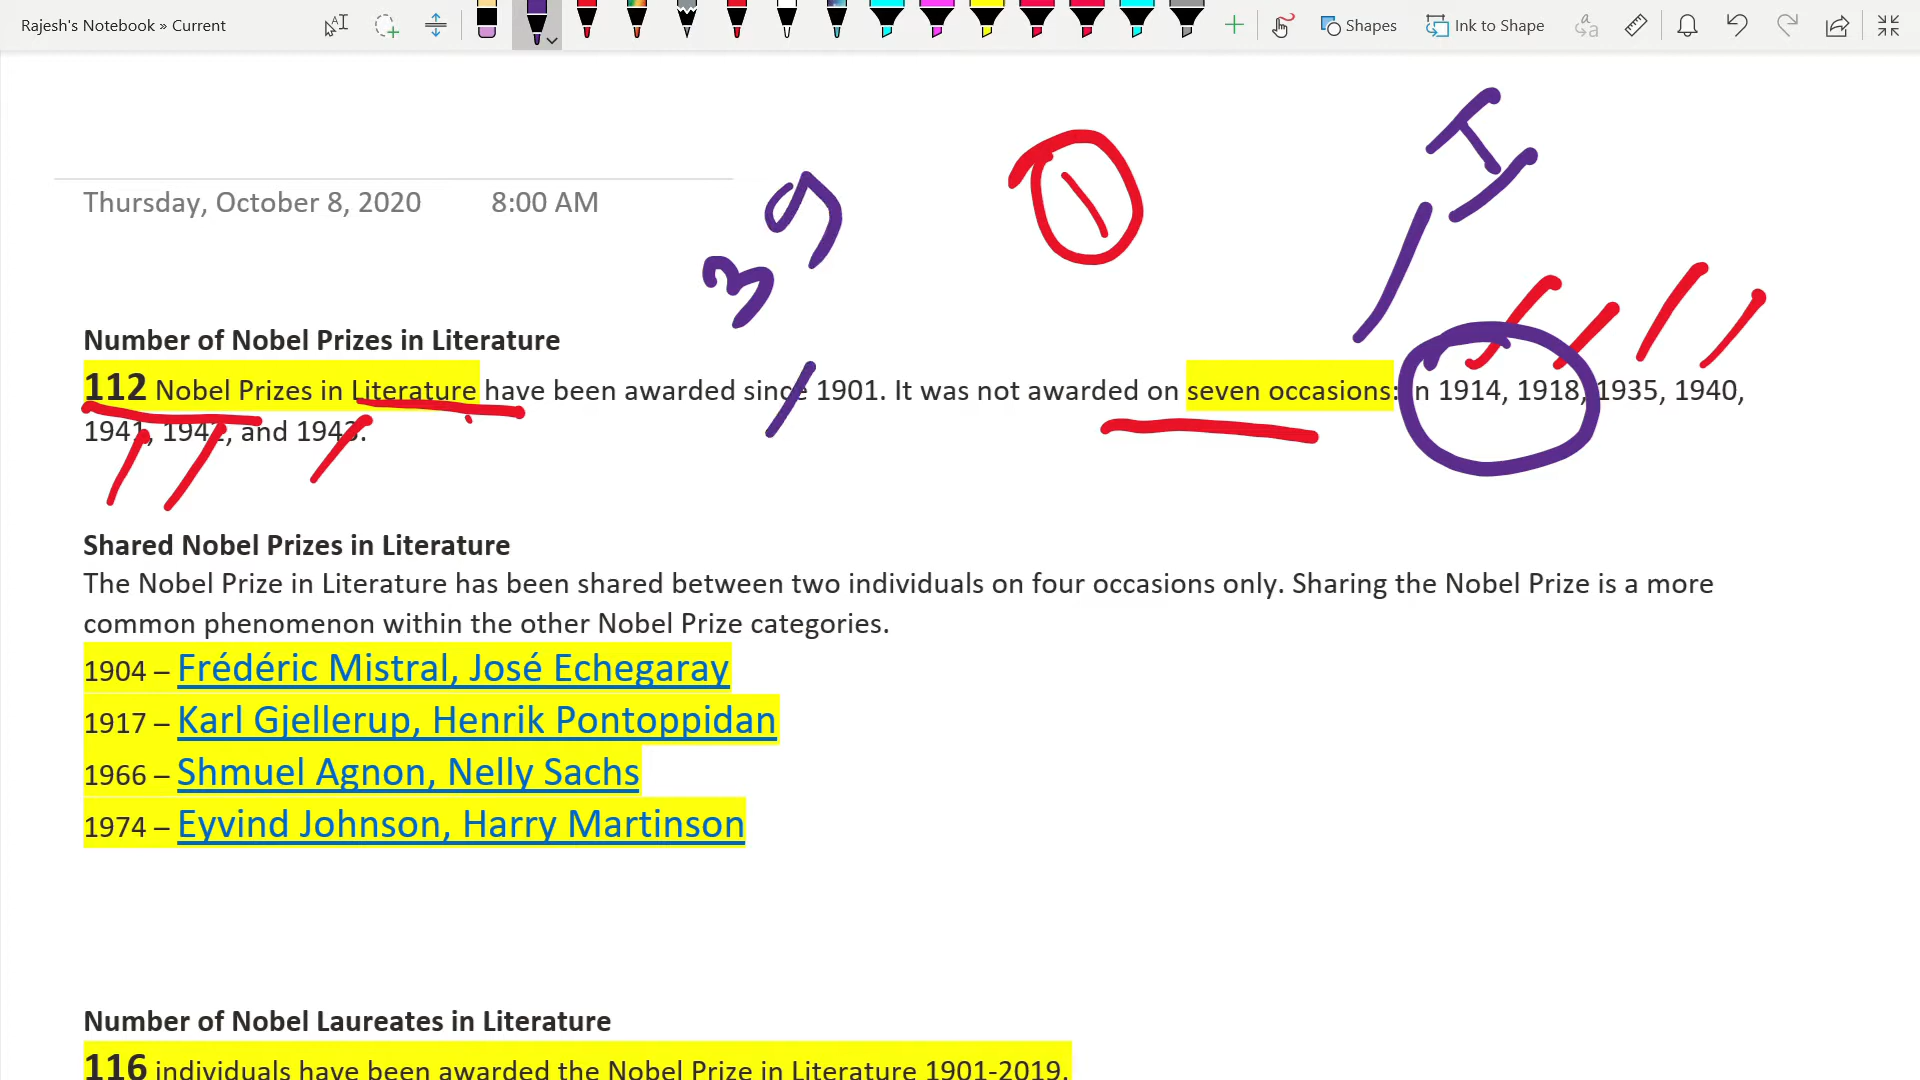 Rajesh's Notebook » Current
Shapes
Ink to Shape
I
39
1
Thursday, October 8, 2020 8:00 AM
Number of Nobel Prizes in Literature
112 Nobel Prizes in Literature have been awarded since 1901. It was not awarded on seven occasions: in 1914, 1918, 1935, 1940,
1941, 1942, and 1943.
Shared Nobel Prizes in Literature
The Nobel Prize in Literature has been shared between two individuals on four occasions only. Sharing the Nobel Prize is a more
common phenomenon within the other Nobel Prize categories.
1904 – Frédéric Mistral, José Echegaray
1917 – Karl Gjellerup, Henrik Pontoppidan
1966 – Shmuel Agnon, Nelly Sachs
1974 – Eyvind Johnson, Harry Martinson
Number of Nobel Laureates in Literature
116 individuals have been awarded the Nobel Prize in Literature 1901-2019.